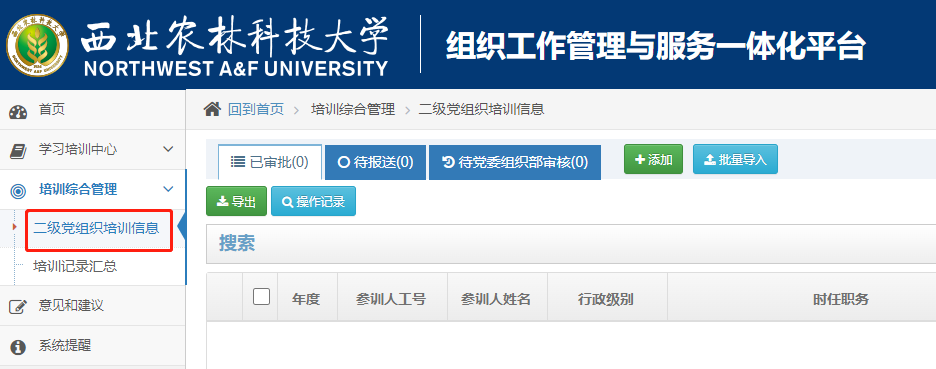 西北农林科技大学
NORTHWEST A&F UNIVERSITY
组织工作管理与服务一体化平台
首页
学习培训中心
培训综合管理
二级党组织培训信息
培训记录汇总
意见和建议
系统提醒
回到首页 > 培训综合管理 > 二级党组织培训信息
已审批(0) 待报送(0) 待党委组织部审核(0) 添加 批量导入
导出 操作记录
搜索
年度 参训人工号 参训人姓名 行政级别 时任职务